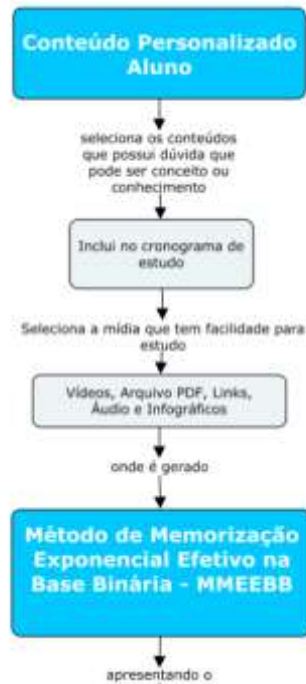 Conteúdo Personalizado
Aluno
seleciona os conteúdos
que possui dúvida que
pode ser conceito ou
conhecimento
Inclui no cronograma de
estudo
Seleciona a mídia que tem facilidade para
estudo
Vídeos, Arquivo PDF, Links,
Áudio e Infográficos
onde é gerado
Método de Memorização
Exponencial Efetivo na
Base Binária - MMEEBB
apresentando o